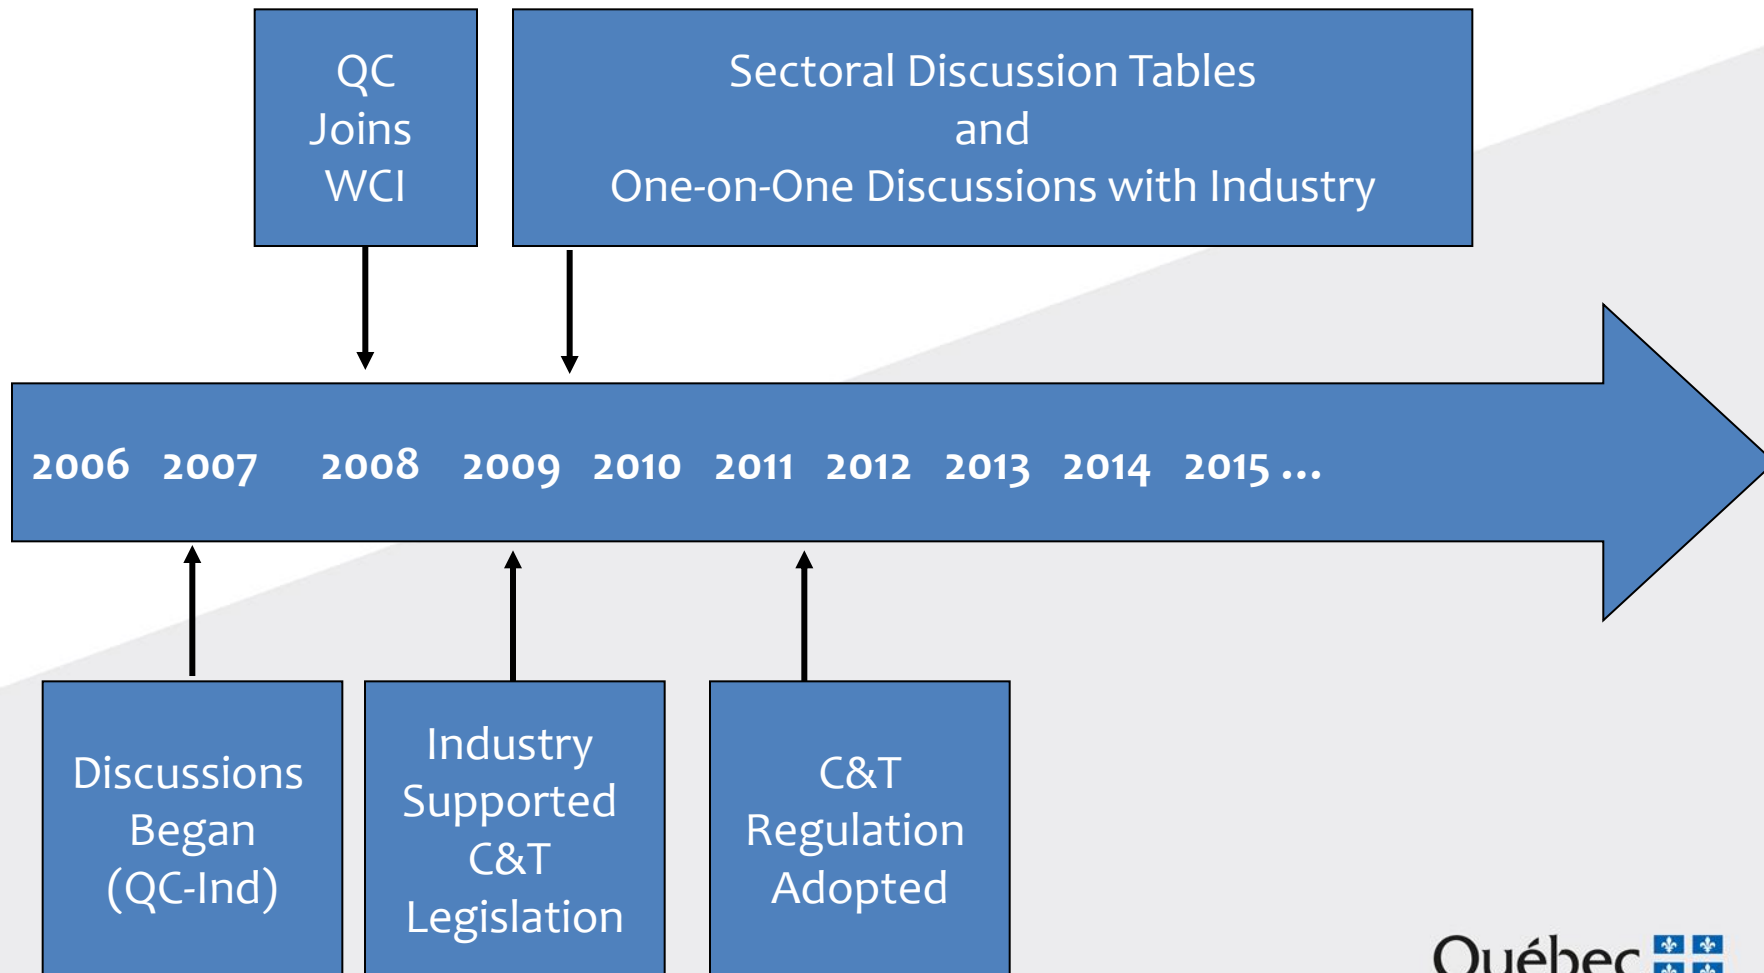 QC
Joins
WCI
Sectoral Discussion Tables
and
One-on-One Discussions with Industry
2006 2007 2008 2009 2010 2011 2012 2013 2014 2015 ...
Discussions
Began
(QC-Ind)
Industry
Supported
C&T
Legislation
C&T
Regulation
Adopted
Québec